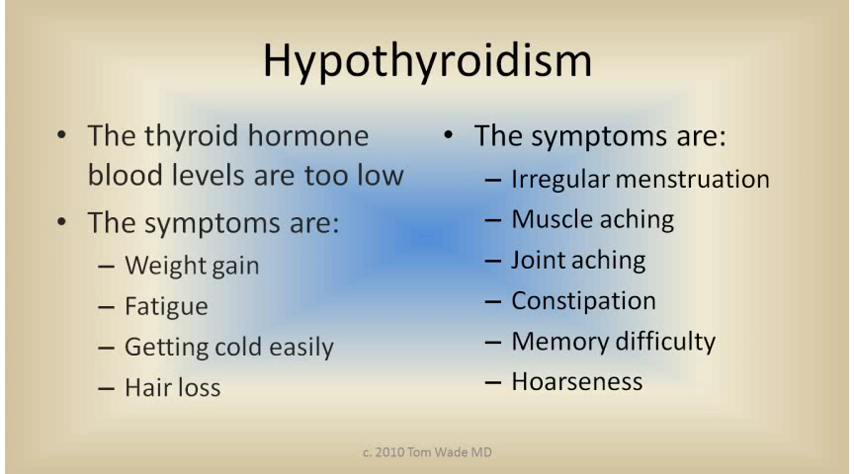 Hypothyroidism
• The thyroid hormone
blood levels are too low
• The symptoms are:
– Weight gain
– Fatigue
– Getting cold easily
– Hair loss
• The symptoms are:
– Irregular menstruation
– Muscle aching
– Joint aching
– Constipation
– Memory difficulty
– Hoarseness
c. 2010 Tom Wade MD